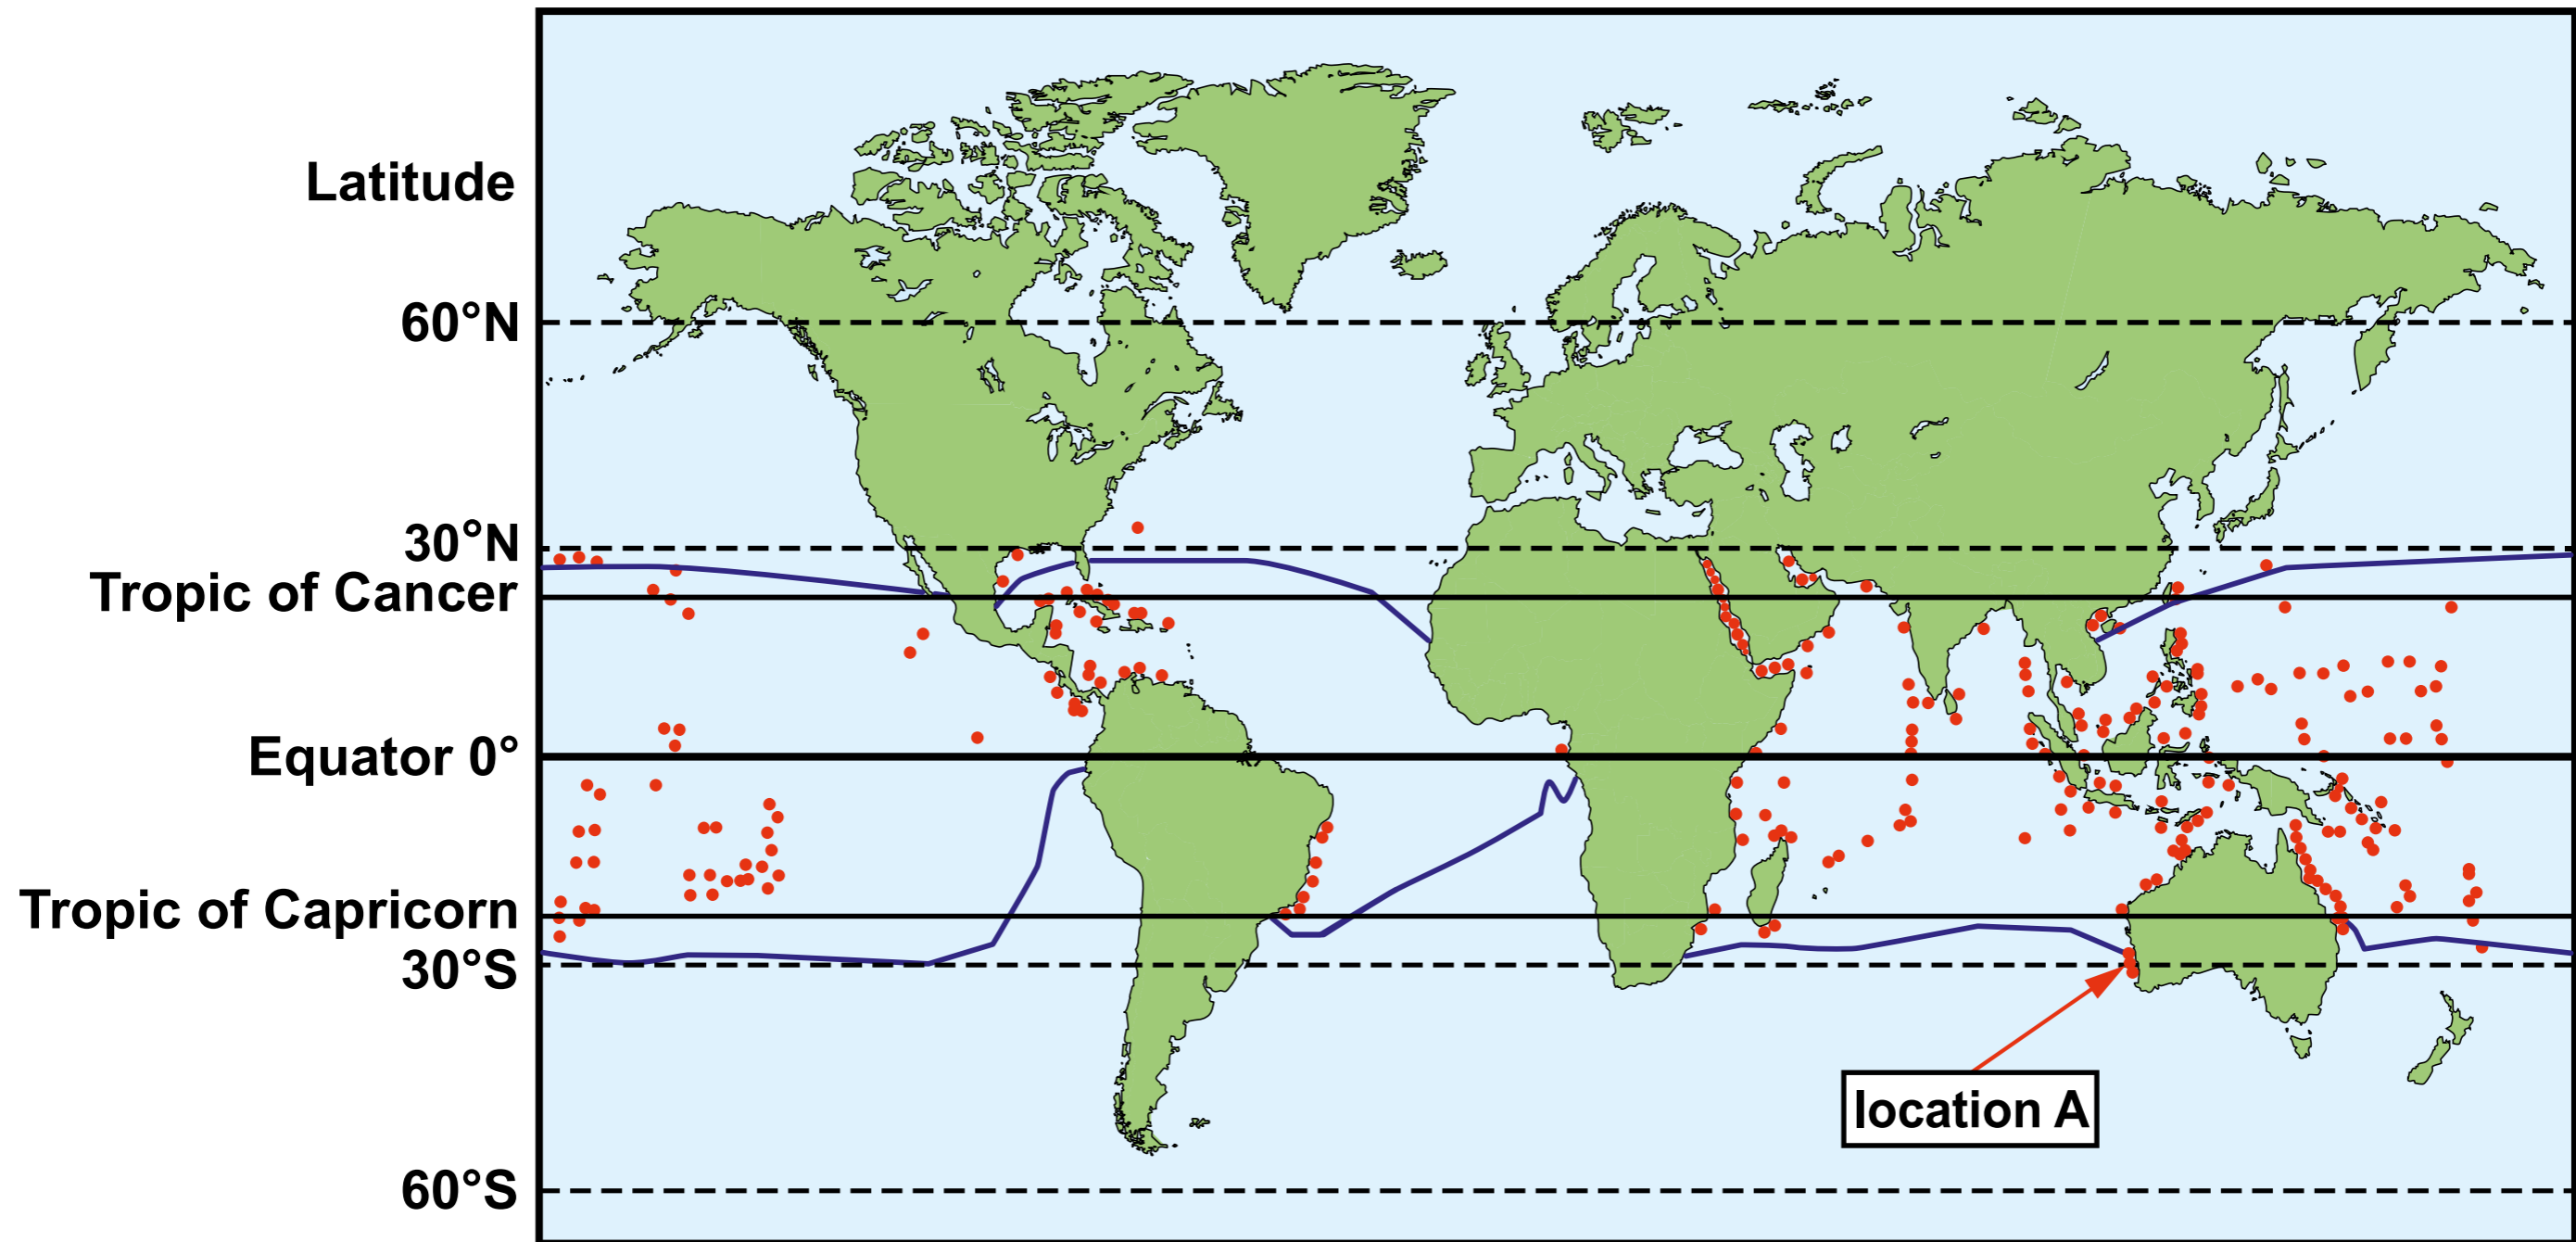 Latitude
60°N
30°N
Tropic of Cancer
Equator 0°
Tropic of Capricorn
30°S
location A
60°S